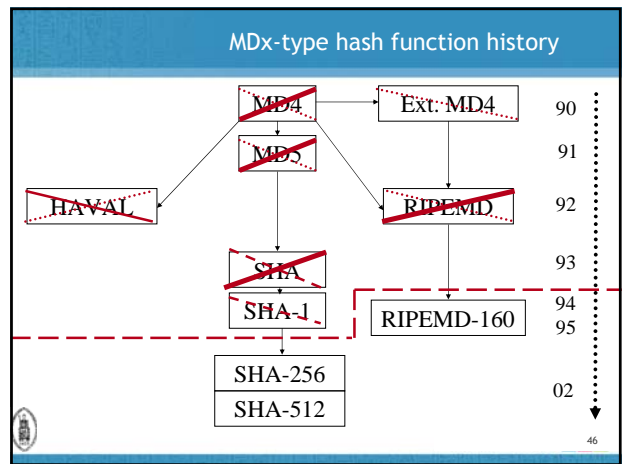 MDx-type hash function history
MD4
Ext. MD4
90
MD5
91
HAVAL
RIPEMD
92
SHA
93
SHA-1
RIPEMD-160
94
95
SHA-256
SHA-512
02
46